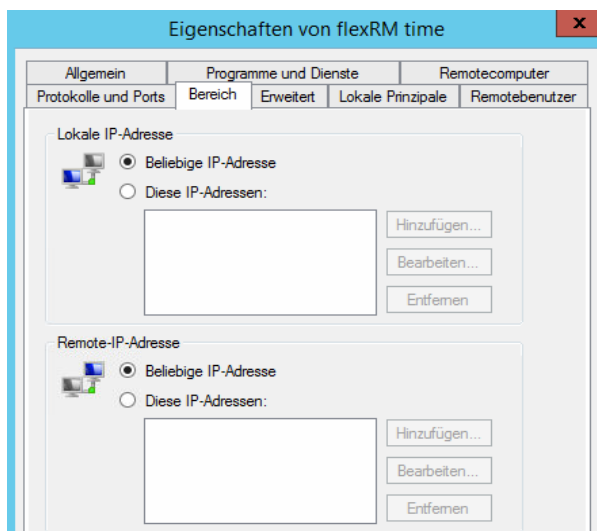 Eigenschaften von flexRM time
x
Allgemein Programme und Dienste Remotecomputer
Protokolle und Ports Bereich Erweitert Lokale Prinzipale Remotebenutzer
Lokale IP-Adresse
Beliebige IP-Adresse
Diese IP-Adressen:
Hinzufügen...
Bearbeiten...
Entfernen
Remote-IP-Adresse
Beliebige IP-Adresse
Diese IP-Adressen:
Hinzufügen...
Bearbeiten...
Entfernen